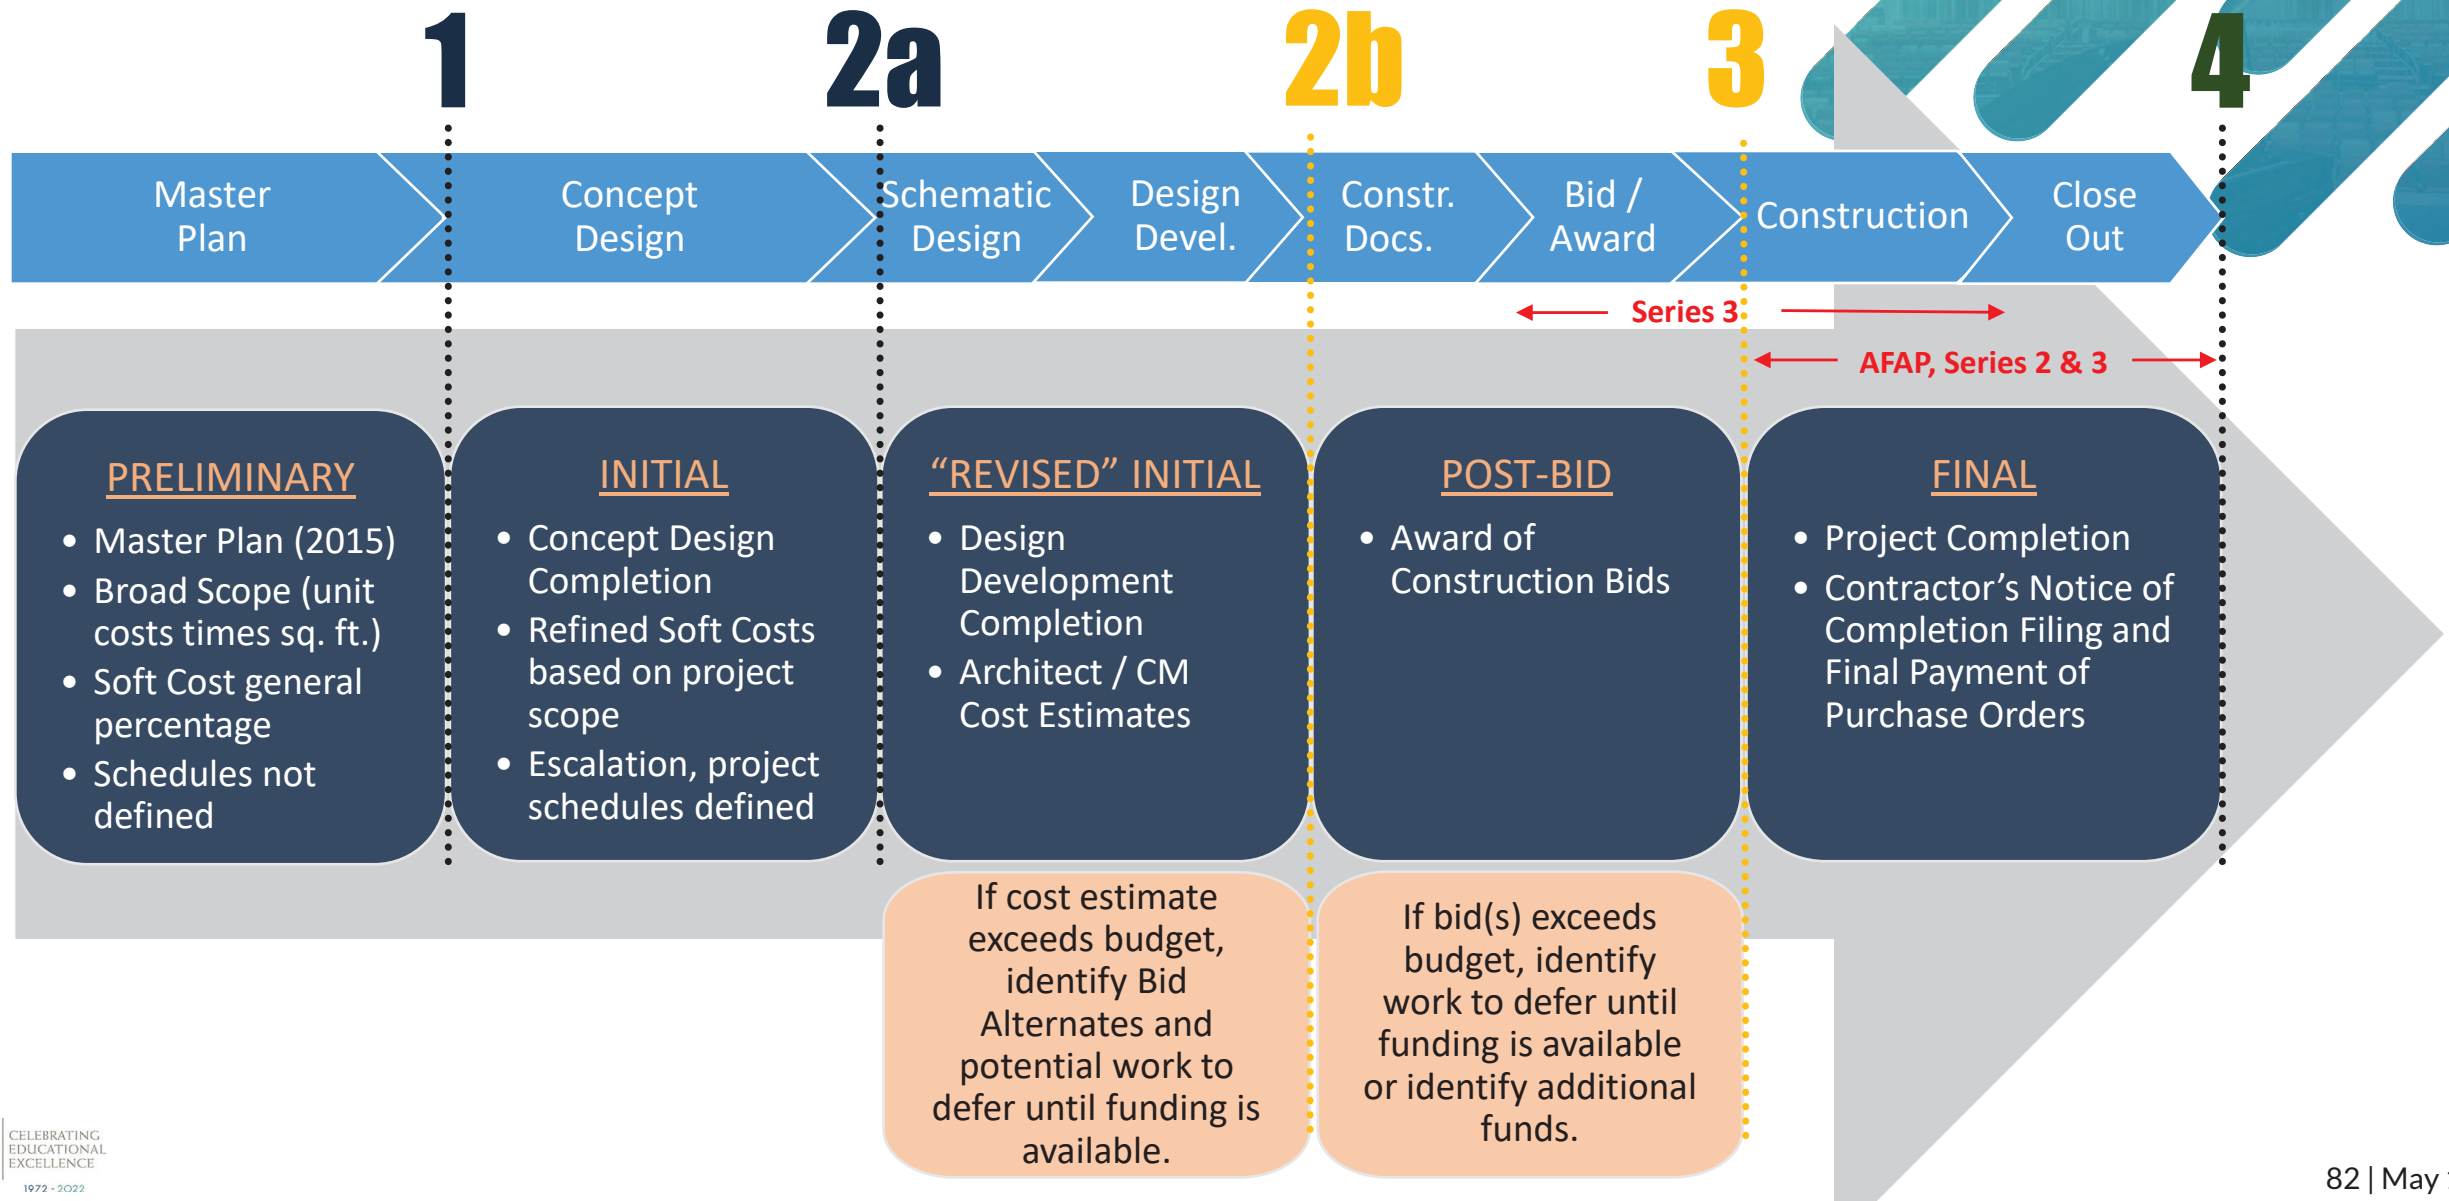 1
2a
2b
3
4
Master
Plan
Concept
Design
Schematic
Design
Design
Devel.
Constr.
Docs.
Bid /
Award
Construction
Close
Out
Series 3
AFAP, Series 2 & 3
PRELIMINARY
• Master Plan (2015)
• Broad Scope (unit
costs times sq. ft.)
• Soft Cost general
percentage
• Schedules not
defined
INITIAL
• Concept Design
Completion
• Refined Soft Costs
based on project
scope
• Escalation, project
schedules defined
“REVISED” INITIAL
• Design
Development
Completion
• Architect / CM
Cost Estimates
POST-BID
• Award of
Construction Bids
FINAL
• Project Completion
• Contractor’s Notice of
Completion Filing and
Final Payment of
Purchase Orders
If cost estimate
exceeds budget,
identify Bid
Alternates and
potential work to
defer until funding is
available.
If bid(s) exceeds
budget, identify
work to defer until
funding is available
or identify additional
funds.
CELEBRATING
EDUCATIONAL
EXCELLENCE
1972 - 2022
82 | May